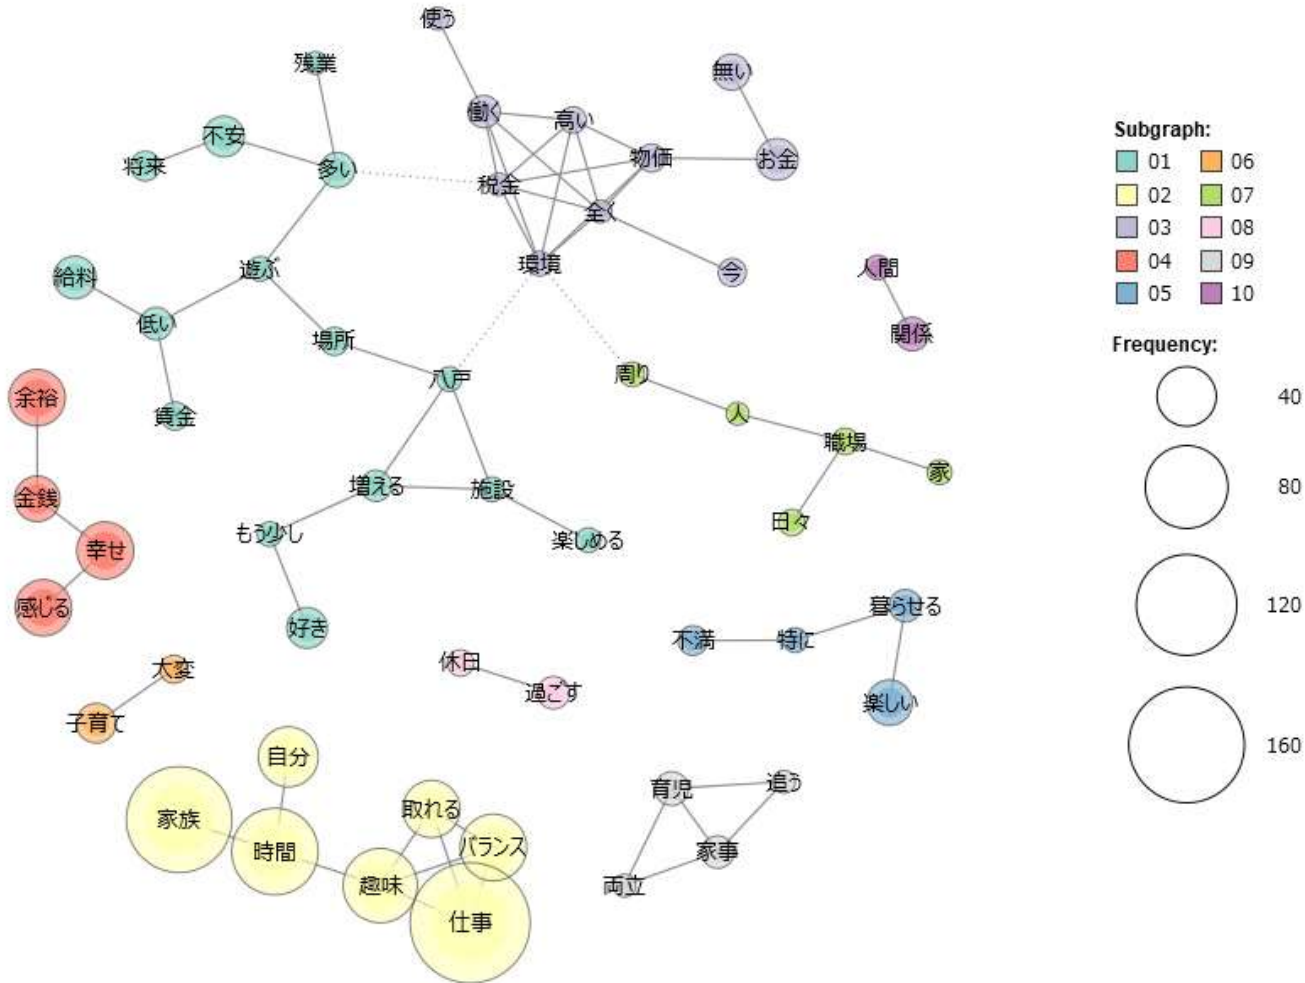 使う
残業
無い
働く
高い
不安
将来
多い
物価
お金
税金
全く
給料
遊ぶ
環境
今
人間
低い
場所
関係
余裕
賃金
八戸
周り
人
職場
家
金銭
増える
施設
日々
もう少し
楽しめる
幸せ
感じる
好き
不満
特に
暮らせる
大変
休日
過ごす
楽しい
子育て
自分
家族
時間
取れる
バランス
趣味
仕事
育児
追う
家事
両立
Subgraph:
01 06
02 07
03 08
04 09
05 10
Frequency:
40
80
120
160